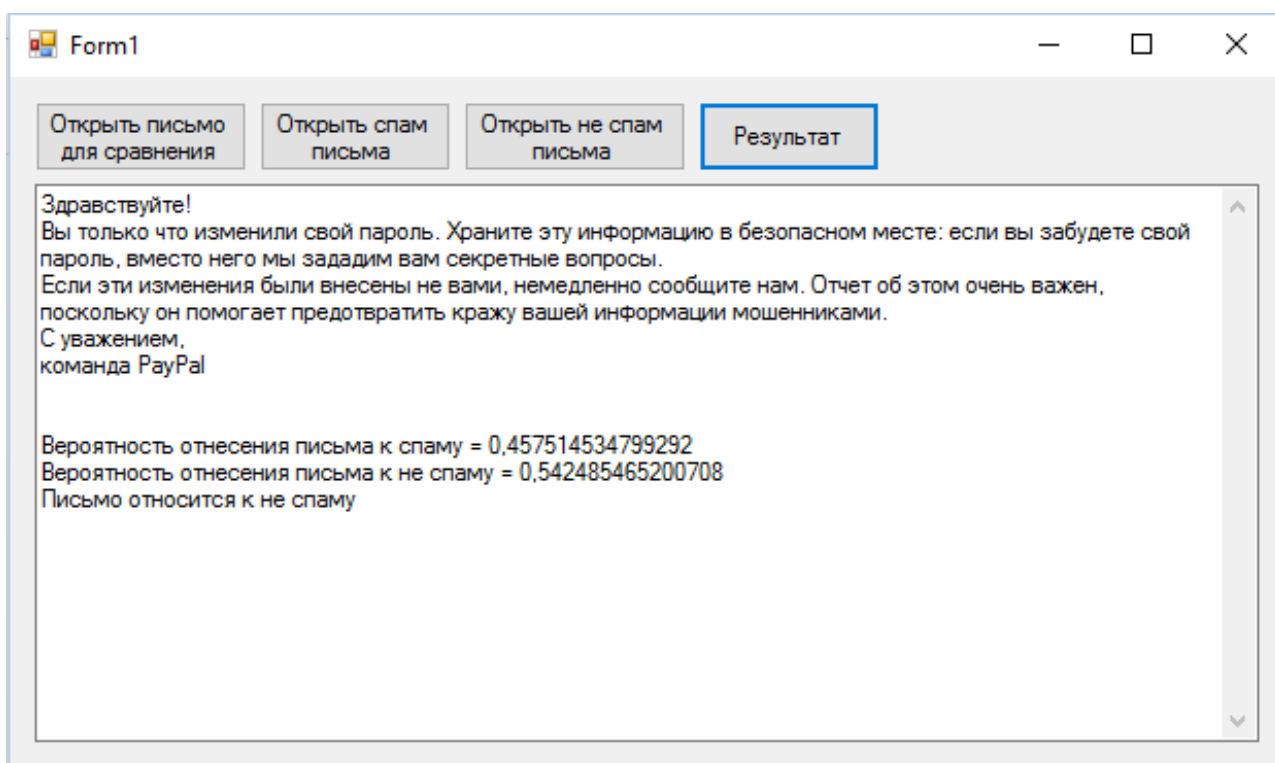 Form1
Открыть письмо
для сравнения
Открыть спам
письма
Открыть не спам
письма
Результат
Здравствуйте!
Вы только что изменили свой пароль. Храните эту информацию в безопасном месте: если вы забудете свой
пароль, вместо него мы зададим вам секретные вопросы.
Если эти изменения были внесены не вами, немедленно сообщите нам. Отчет об этом очень важен,
поскольку он помогает предотвратить кражу вашей информации мошенниками.
С уважением,
команда PayPal
Вероятность отнесения письма к спаму = 0,457514534799292
Вероятность отнесения письма к не спаму = 0,542485465200708
Письмо относится к не спаму